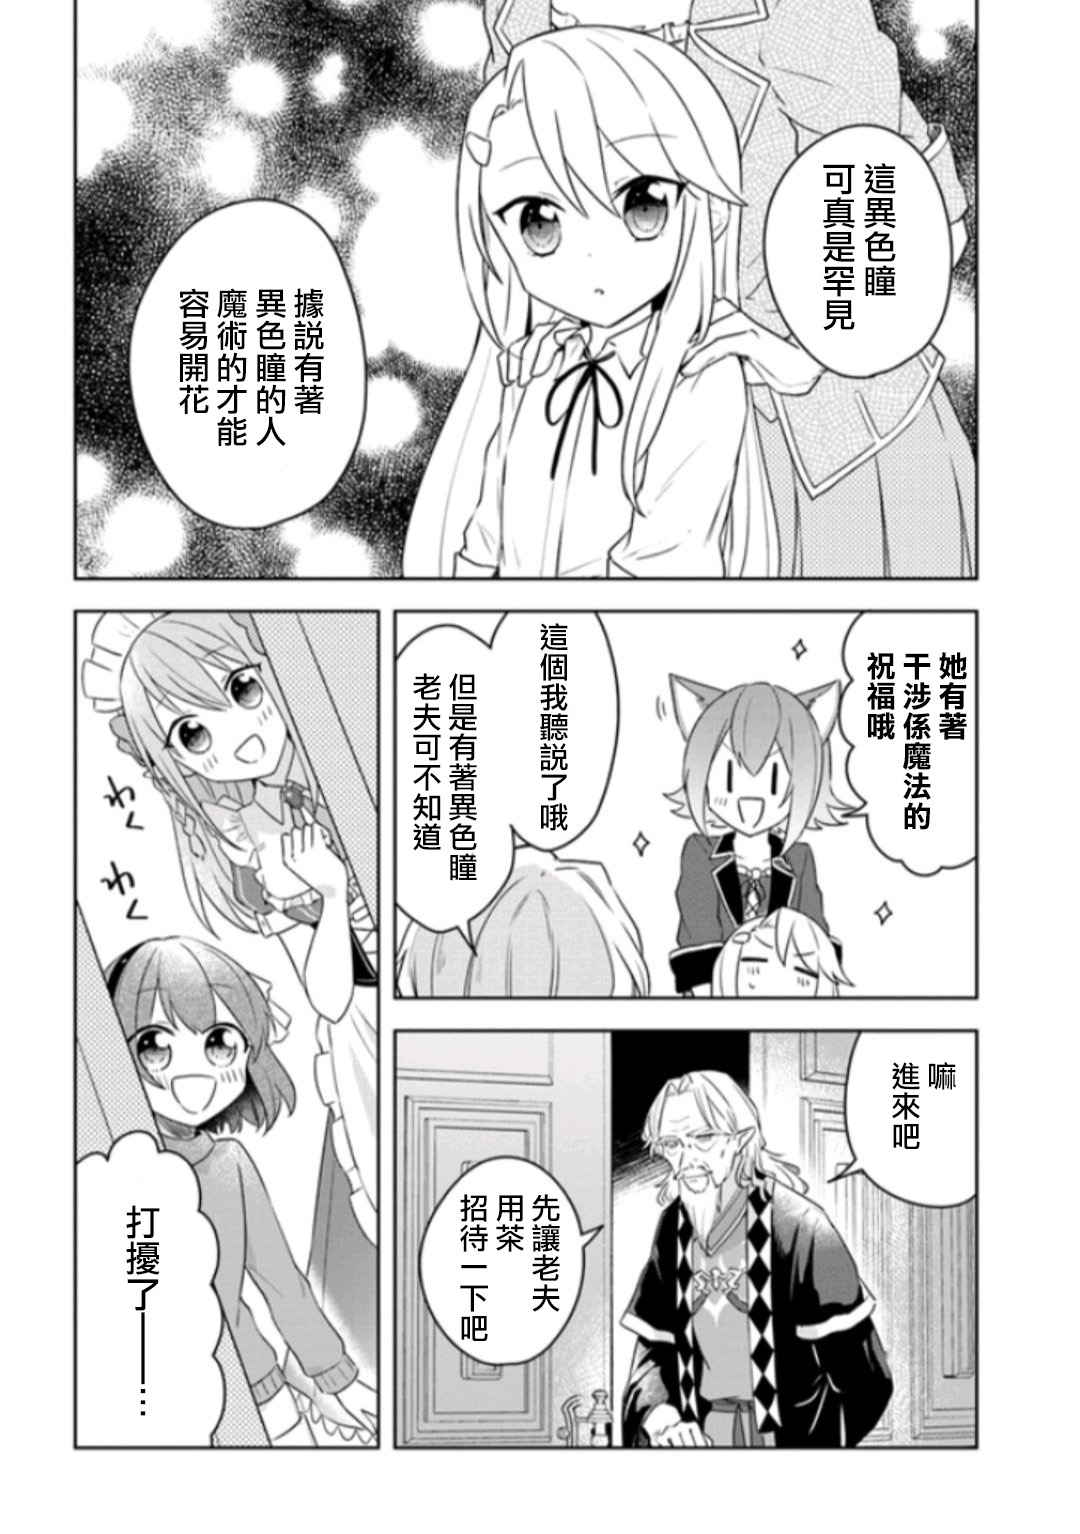 這異色瞳
可真是罕見
據説有著
異色瞳的人
魔術的才能
容易開花
她有著
干涉係魔法的
祝福哦
這個我聽説了哦
但是有著異色瞳
老夫可不知道
わくわく
嘛
進來吧
先讓老夫
用茶
招待一下吧
打擾了——…